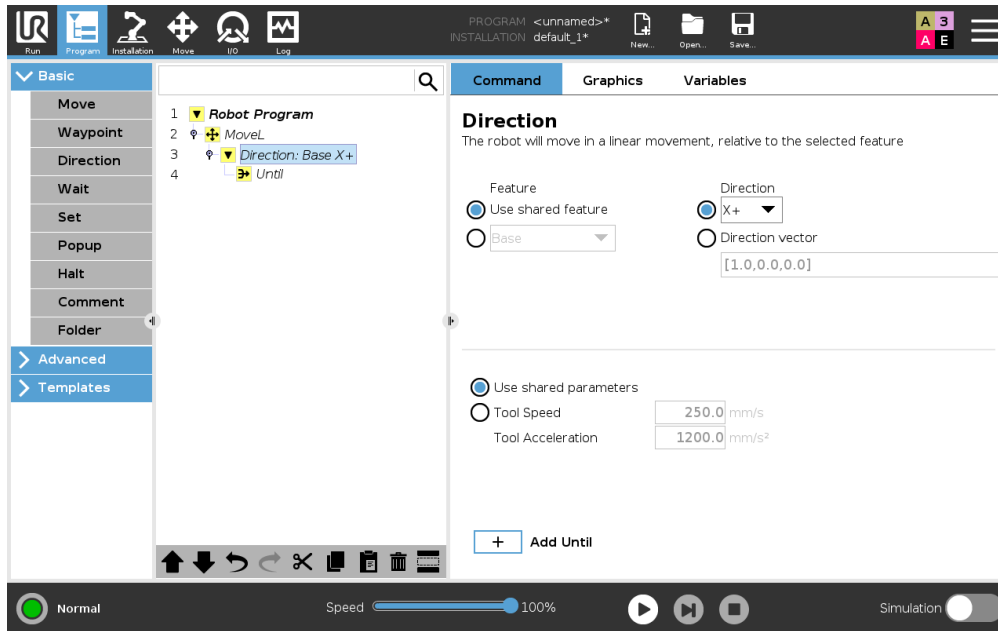 UR
Run
Program
Installation
Move
I/O
Log
PROGRAM <unnamed>*
INSTALLATION default_1*
New...
Open...
Save...
A 3
A E
Basic
Move
Waypoint
Direction
Wait
Set
Popup
Halt
Comment
Folder
Advanced
Templates
1 Robot Program
2 MoveL
3 Direction: Base X+
4 Until
Command Graphics Variables
Direction
The robot will move in a linear movement, relative to the selected feature
Feature Direction
Use shared feature X+
Base Direction vector
[1.0,0.0,0.0]
Use shared parameters
Tool Speed 250.0 mm/s
Tool Acceleration 1200.0 mm/s²
+ Add Until
Normal Speed 100% Simulation